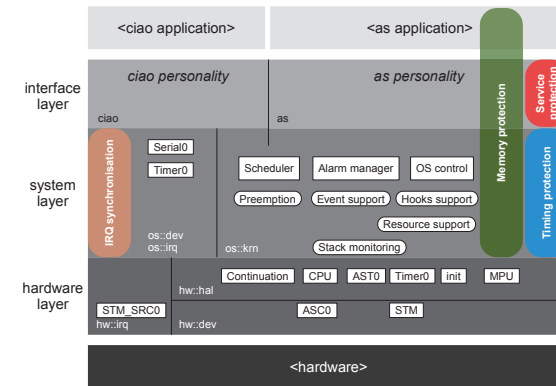 <ciao application>
<as application>
interface
layer
ciao personality
as personality
ciao
as
Memory protection
Service
protection
system
layer
IRQ synchronisation
Serial0
Timer0
os::dev
os::irq
os::krn
Scheduler
Alarm manager
OS control
Preemption
Event support
Hooks support
Resource support
Stack monitoring
Timing protection
hardware
layer
Continuation
CPU
AST0
Timer0
init
MPU
hw::hal
STM_SRC0
hw::irq
hw::dev
ASC0
STM
<hardware>